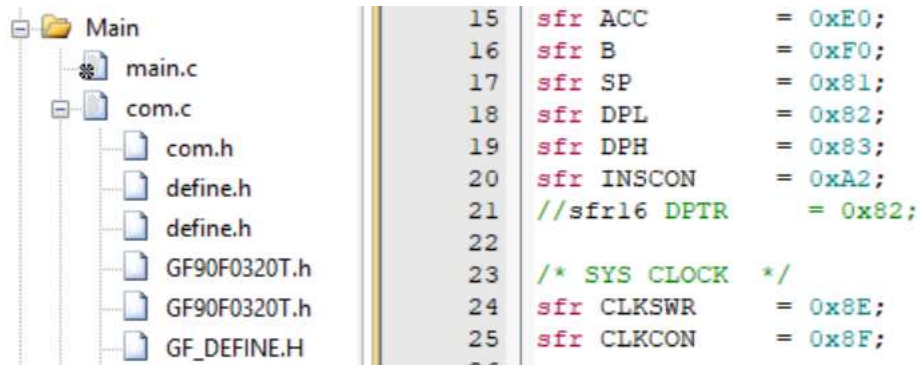 Main
main.c
com.c
com.h
define.h
define.h
GF90F0320T.h
GF90F0320T.h
GF_DEFINE.H
15 sfr ACC = 0xE0;
16 sfr B = 0xF0;
17 sfr SP = 0x81;
18 sfr DPL = 0x82;
19 sfr DPH = 0x83;
20 sfr INSCON = 0xA2;
21 //sfr16 DPTR = 0x82;
22
23 /* SYS CLOCK */
24 sfr CLKSWR = 0x8E;
25 sfr CLKCON = 0x8F;